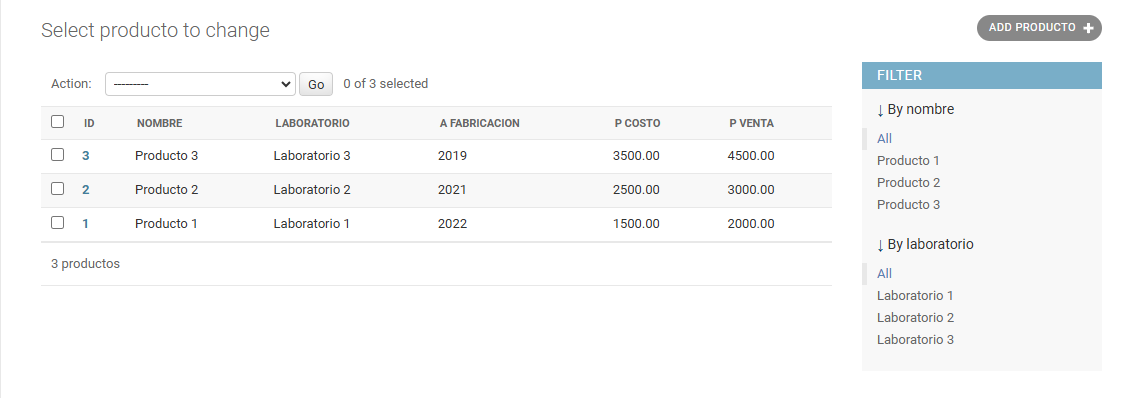 Select producto to change
ADD PRODUCTO +
Action: --------- Go 0 of 3 selected
ID NOMBRE LABORATORIO A FABRICACION P COSTO P VENTA
3 Producto 3 Laboratorio 3 2019 3500.00 4500.00
2 Producto 2 Laboratorio 2 2021 2500.00 3000.00
1 Producto 1 Laboratorio 1 2022 1500.00 2000.00
3 productos
FILTER
↓ By nombre
All
Producto 1
Producto 2
Producto 3
↓ By laboratorio
All
Laboratorio 1
Laboratorio 2
Laboratorio 3